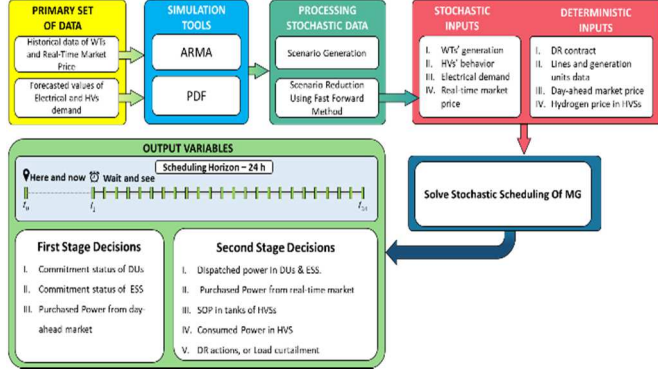 PRIMARY SET
OF DATA
Historical data of WTs
and Real-Time Market
Price
Forecasted values of
Electrical and HVs
demand
SIMULATION
TOOLS
ARMA
PDF
PROCESSING
STOCHASTIC DATA
Scenario Generation
Scenario Reduction
Using Fast Forward
Method
STOCHASTIC
INPUTS
I. WTs' generation
II. HVs' behavior
III. Electrical demand
IV. Real-time market
price
DETERMINISTIC
INPUTS
I. DR contract
II. Lines and generation
units data
III. Day-ahead market price
IV. Hydrogen price in HVSs
Solve Stochastic Scheduling Of MG
OUTPUT VARIABLES
Scheduling Horizon – 24 h
Here and now
Wait and see
First Stage Decisions
I. Commitment status of DUs
II. Commitment status of ESS
III. Purchased Power from day-
ahead market
Second Stage Decisions
I. Dispatched power in DUs & ESS.
II. Purchased Power from real-time market
III. SOP in tanks of HVSs
IV. Consumed Power in HVS
V. DR actions, or Load curtailment